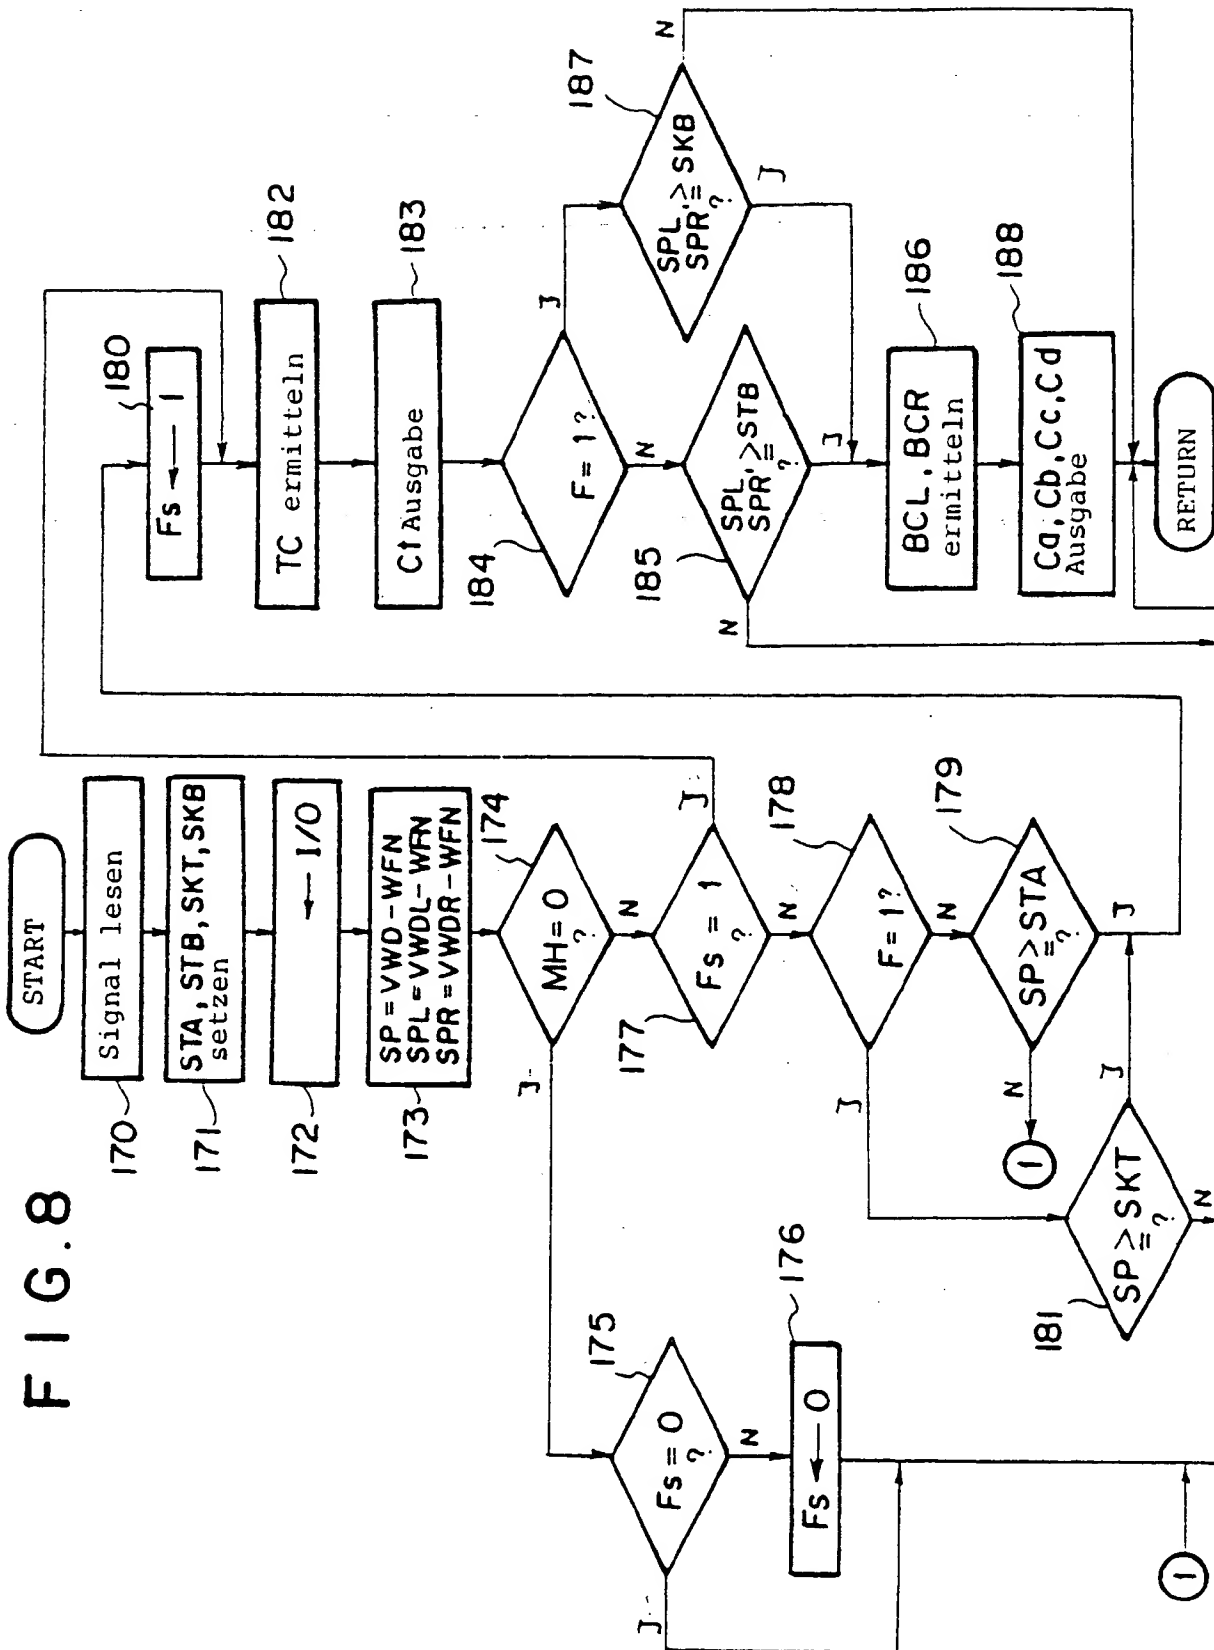 FIG.8
START
170
Signal lesen
171
STA, STB, SKT, SKB
setzen
172
← I/O
173
SP = VWD-WFN
SPL = VWDL-WFN
SPR = VWDR-WFN
174
MH=0
?
J
N
175
Fs = 0
?
J
N
176
Fs ← 0
177
Fs = 1
?
J
N
178
F=1?
J
N
179
SP ≧ STA
?
J
N
1
181
SP ≧ SKT
?
J
N
1
180
Fs ← 1
182
TC ermitteln
183
Ct Ausgabe
184
F=1?
J
N
185
SPL,
SPR' ≧ STB
?
J
N
187
SPL,
SPR' ≧ SKB
?
J
N
186
BCL, BCR
ermitteln
188
Ca, Cb, Cc, Cd
Ausgabe
RETURN